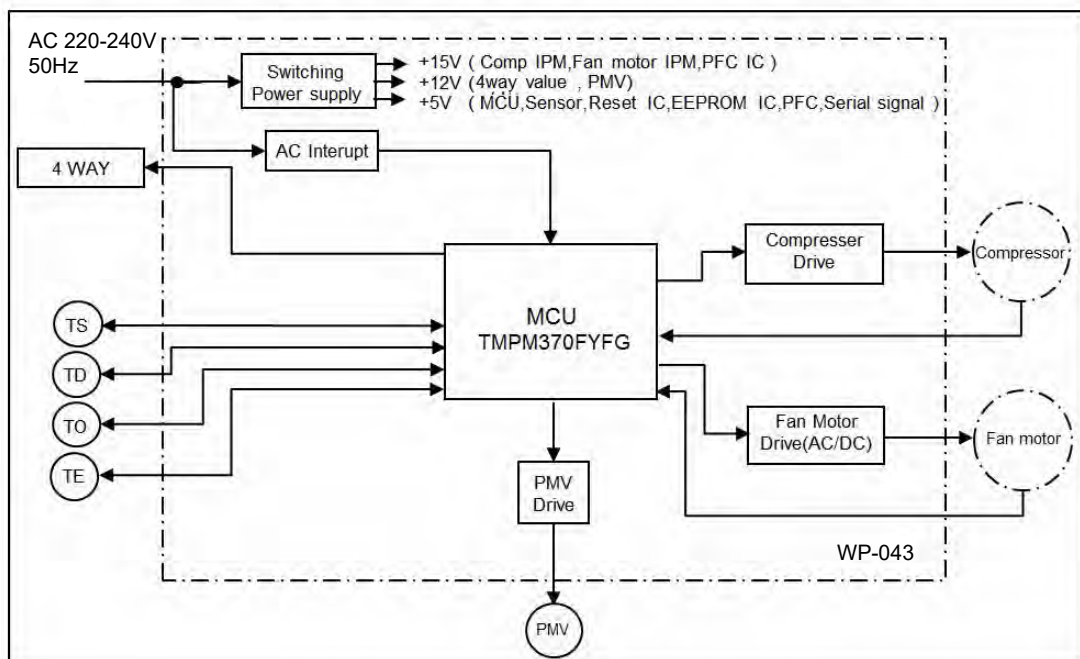 AC 220-240V
50Hz
Switching
Power supply
+15V ( Comp IPM,Fan motor IPM,PFC IC )
+12V (4way value , PMV)
+5V ( MCU,Sensor,Reset IC,EEPROM IC,PFC,Serial signal )
AC Interupt
4 WAY
Compresser
Drive
Compressor
MCU
TMPM370FYFG
TS
TD
TO
TE
Fan Motor
Drive(AC/DC)
Fan motor
PMV
Drive
WP-043
PMV